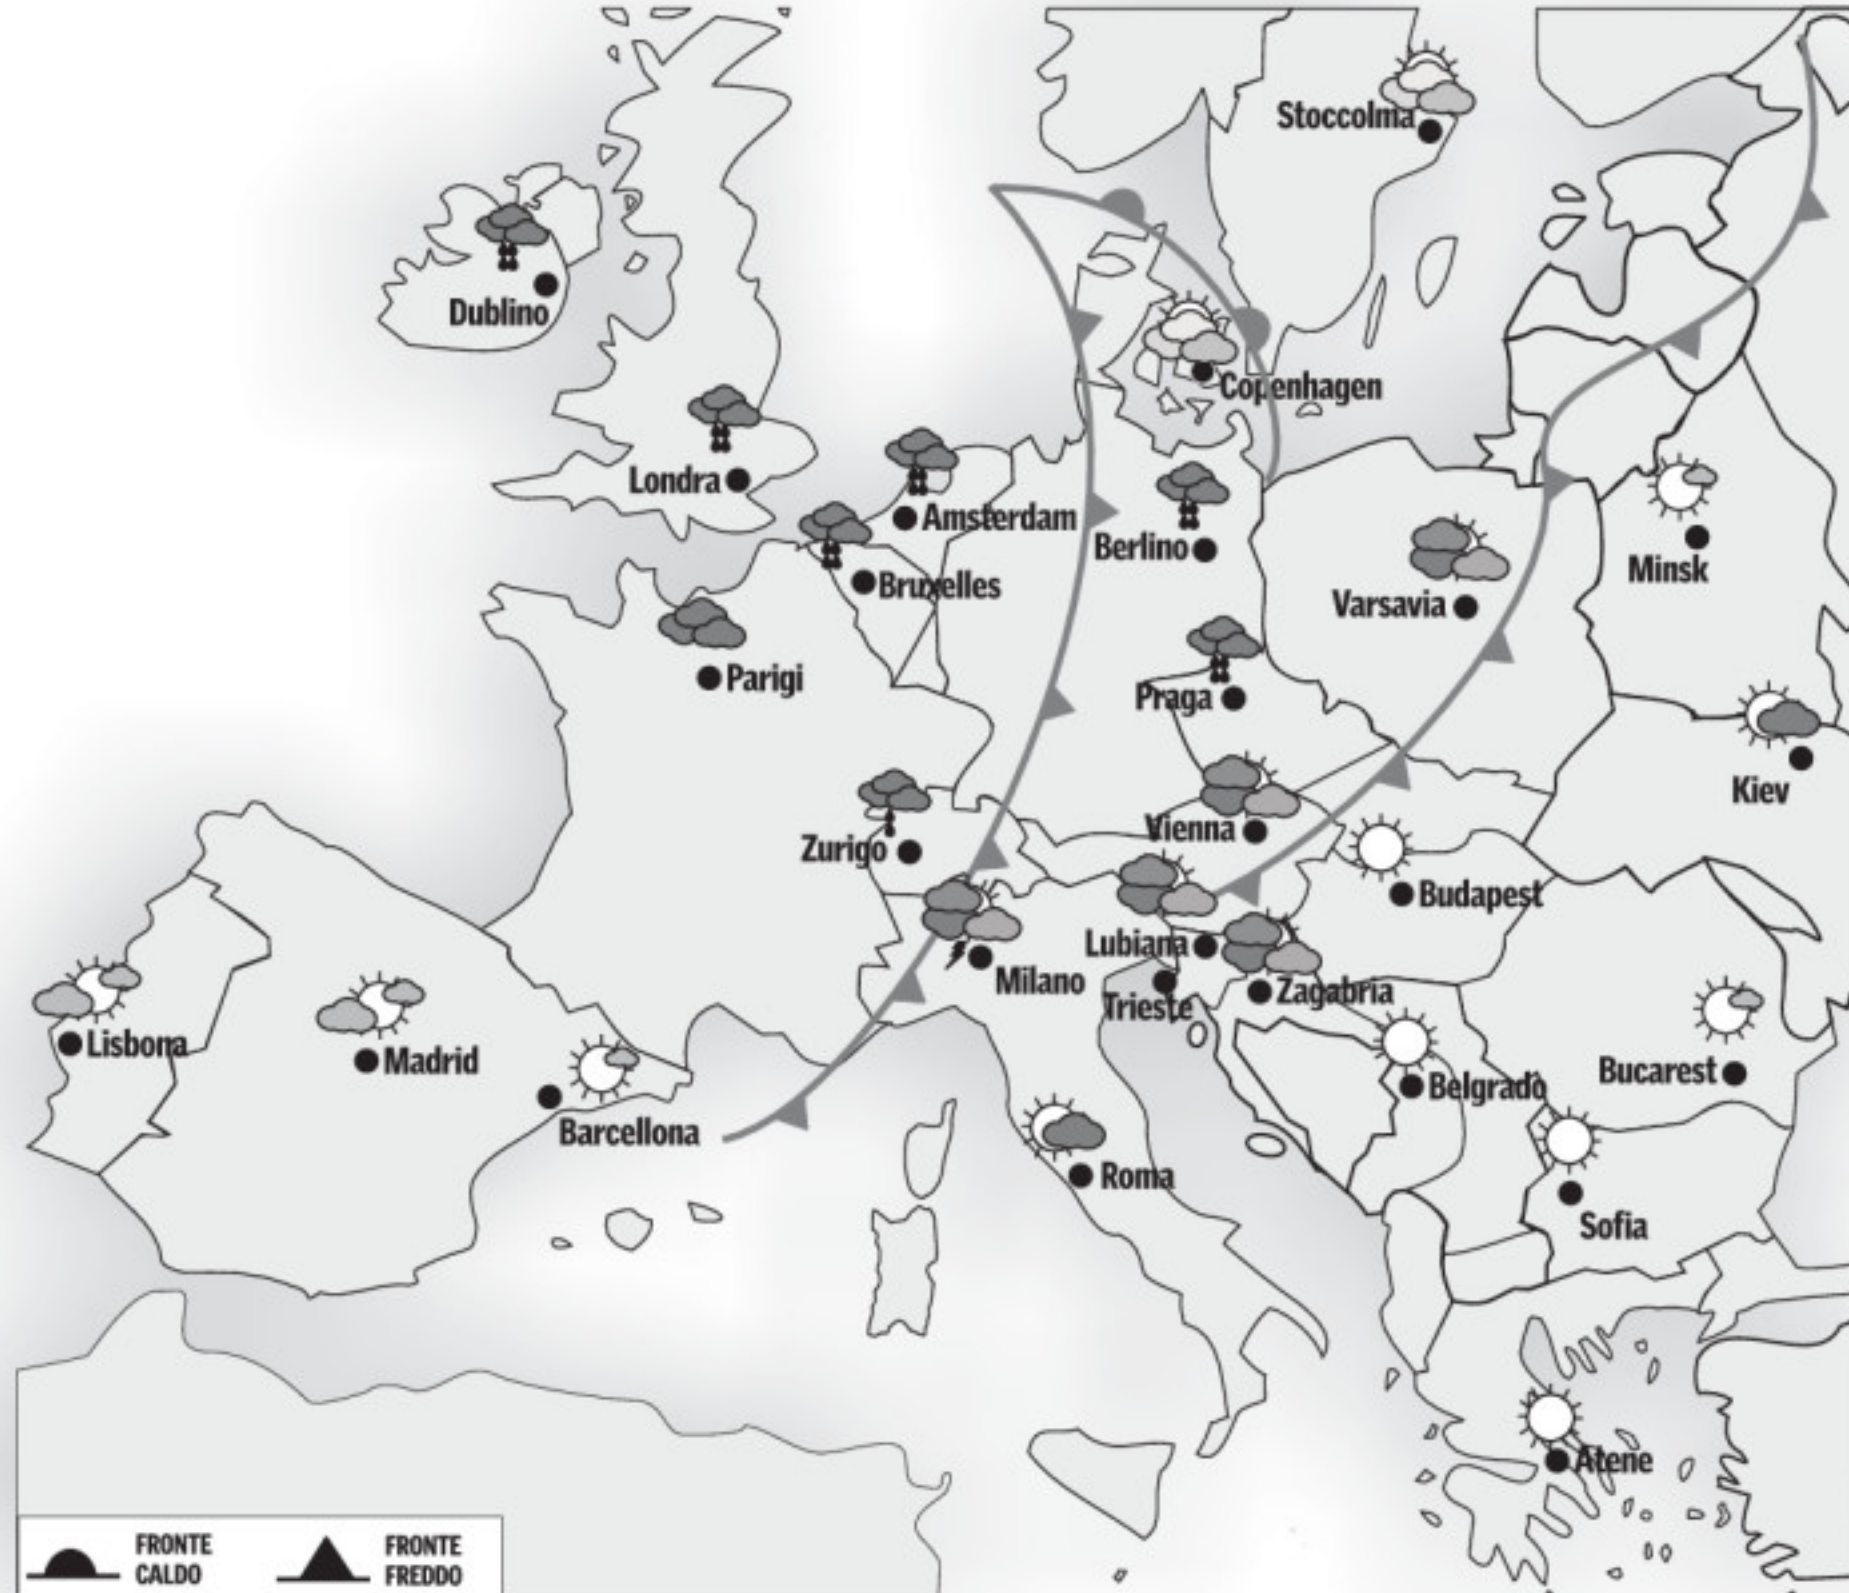 Stoccolma
Dublino
Copenhagen
Londra
Amsterdam
Berlino
Bruxelles
Minsk
Varsavia
Parigi
Praga
Kiev
Vienna
Zurigo
Budapest
Lubiana
Milano
Zagabria
Trieste
Lisbona
Madrid
Belgrado
Bucarest
Barcellona
Roma
Sofia
Atene
FRONTE
CALDO
FRONTE
FREDDO